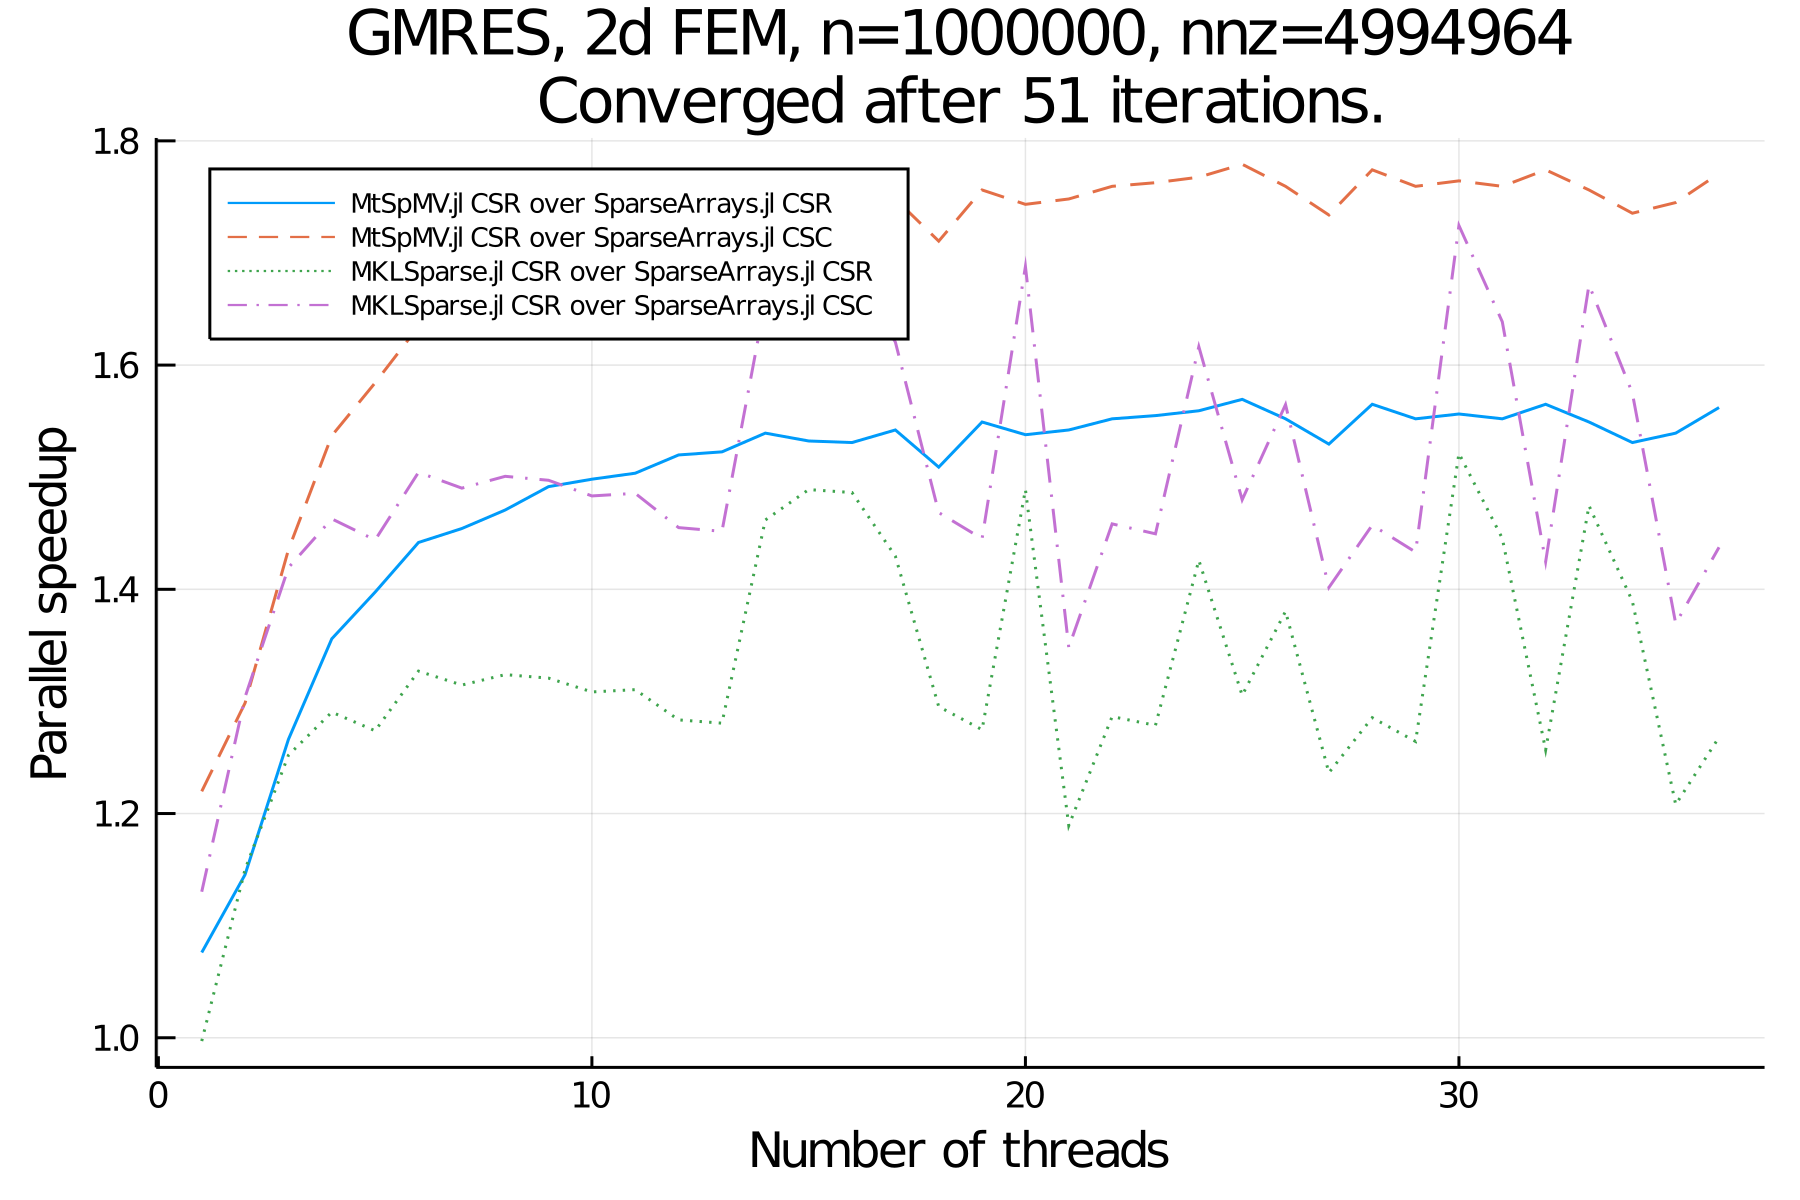 GMRES, 2d FEM, n=1000000, nnz=4994964
Converged after 51 iterations.
1.8
1.6
1.4
1.2
1.0
Parallel speedup
MtSpMV.jl CSR over SparseArrays.jl CSR
MtSpMV.jl CSR over SparseArrays.jl CSC
MKLSparse.jl CSR over SparseArrays.jl CSR
MKLSparse.jl CSR over SparseArrays.jl CSC
0 10 20 30
Number of threads